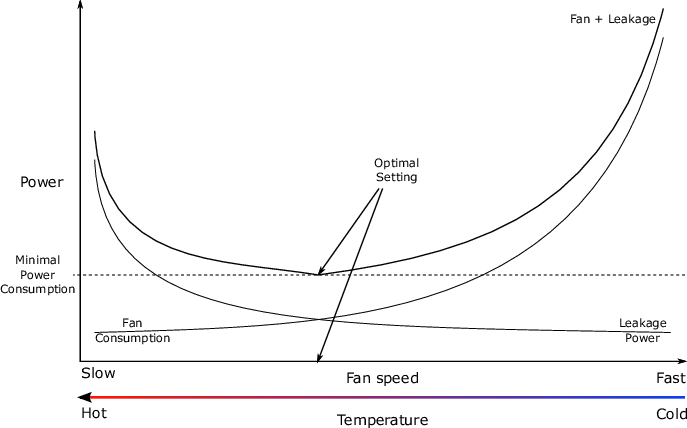 Fan + Leakage
Optimal
Setting
Power
Minimal
Power
Consumption
Fan
Consumption
Leakage
Power
Slow
Fan speed
Fast
Hot
Temperature
Cold